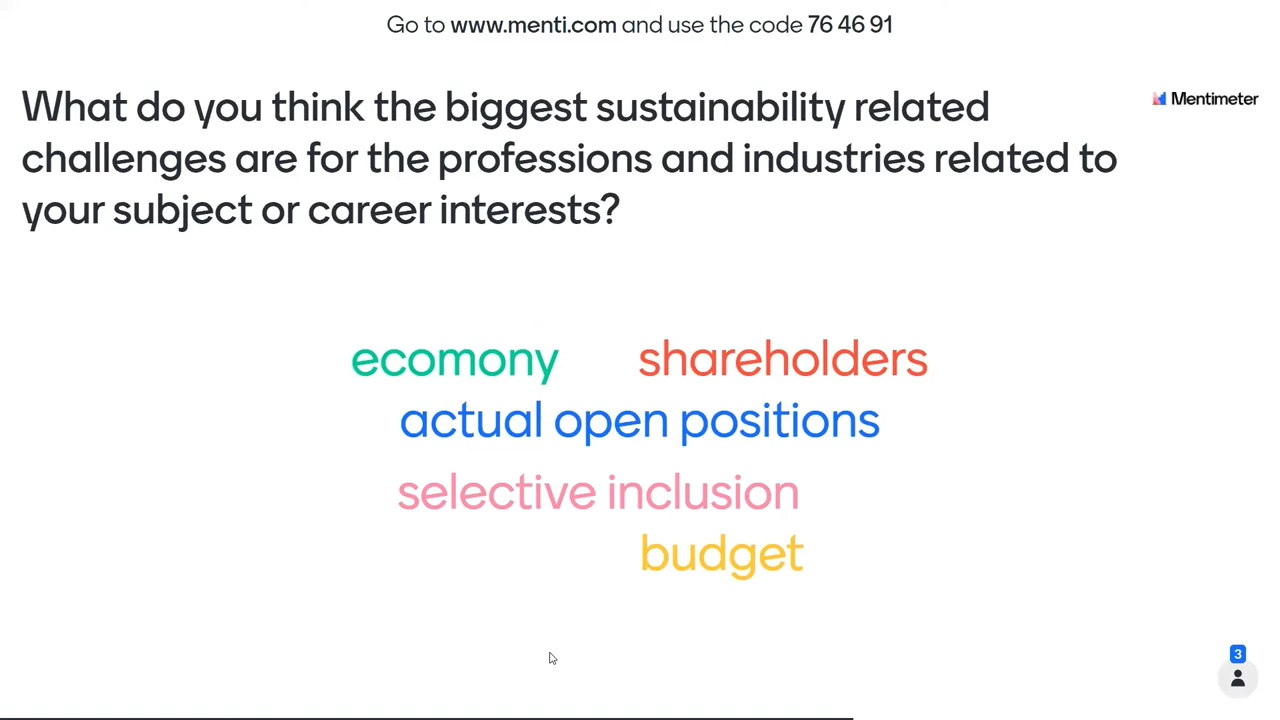 Go to www.menti.com and use the code 76 46 91
What do you think the biggest sustainability related
challenges are for the professions and industries related to
your subject or career interests?
Mentimeter
ecomony shareholders
actual open positions
selective inclusion
budget
3